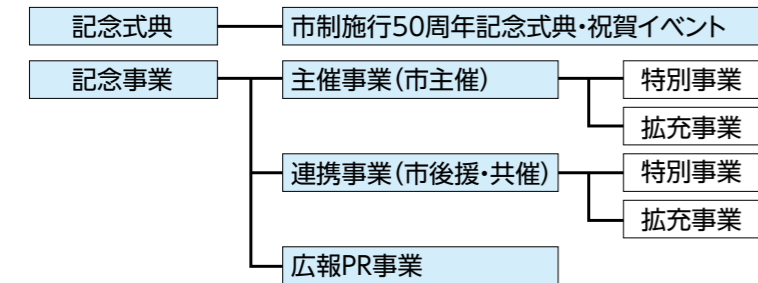 記念式典
市制施行50周年記念式典・祝賀イベント
記念事業
主催事業（市主催）
特別事業
拡充事業
連携事業（市後援・共催）
特別事業
拡充事業
広報PR事業